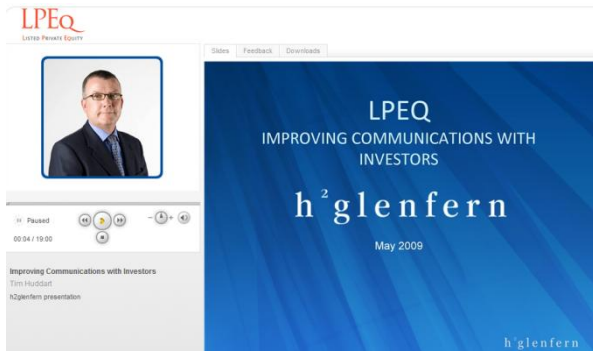 LPEQ
LISTED PRIVATE EQUITY
Slides Feedback Downloads
LPEQ
IMPROVING COMMUNICATIONS WITH
INVESTORS
h²glenfern
May 2009
Paused
00:04 / 19:00
Improving Communications with Investors
Tim Huddart
h2glenfern presentation
h²glenfern